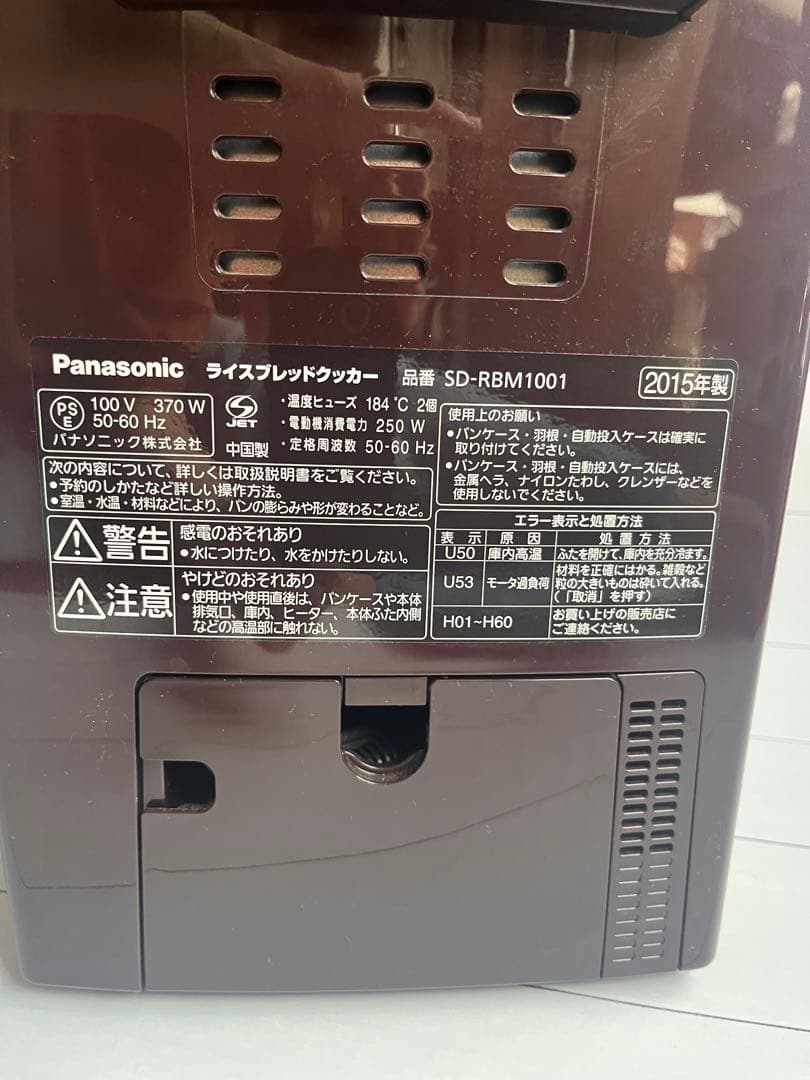 Panasonic ライスブレッドクッカー 品番 SD-RBM1001 2015年製
PSE 100 V 370 W
50-60 Hz
パナソニック株式会社
JET
中国製
・温度ヒューズ 184 ℃ 2個
・電動機消費電力 250 W
・定格周波数 50-60 Hz
使用上のお願い
●パンケース・羽根・自動投入ケースは確実に
取り付けてください。
●パンケース・羽根・自動投入ケースには、
金属ヘラ、ナイロンたわし、クレンザーなどを
使用しないでください。
次の内容について、詳しくは取扱説明書をご覧ください。
●予約のしかたなど詳しい操作方法。
●室温・水温・材料などにより、パンの膨らみや形が変わることなど。
警告
感電のおそれあり
●水につけたり、水をかけたりしない。
注意
やけどのおそれあり
●使用中や使用直後は、パンケースや本体
排気口、庫内、ヒーター、本体ふた内側
などの高温部に触れない。
エラー表示と処置方法
表示 原因 処置方法
U50 庫内高温 ふたを開けて、庫内を充分冷ます。
U53 モータ過負荷 材料を正確にはかる。雑穀など
粒の大きいものは砕いて入れる。
(「取消」を押す)
H01~H60 お買い上げの販売店に
ご連絡ください。